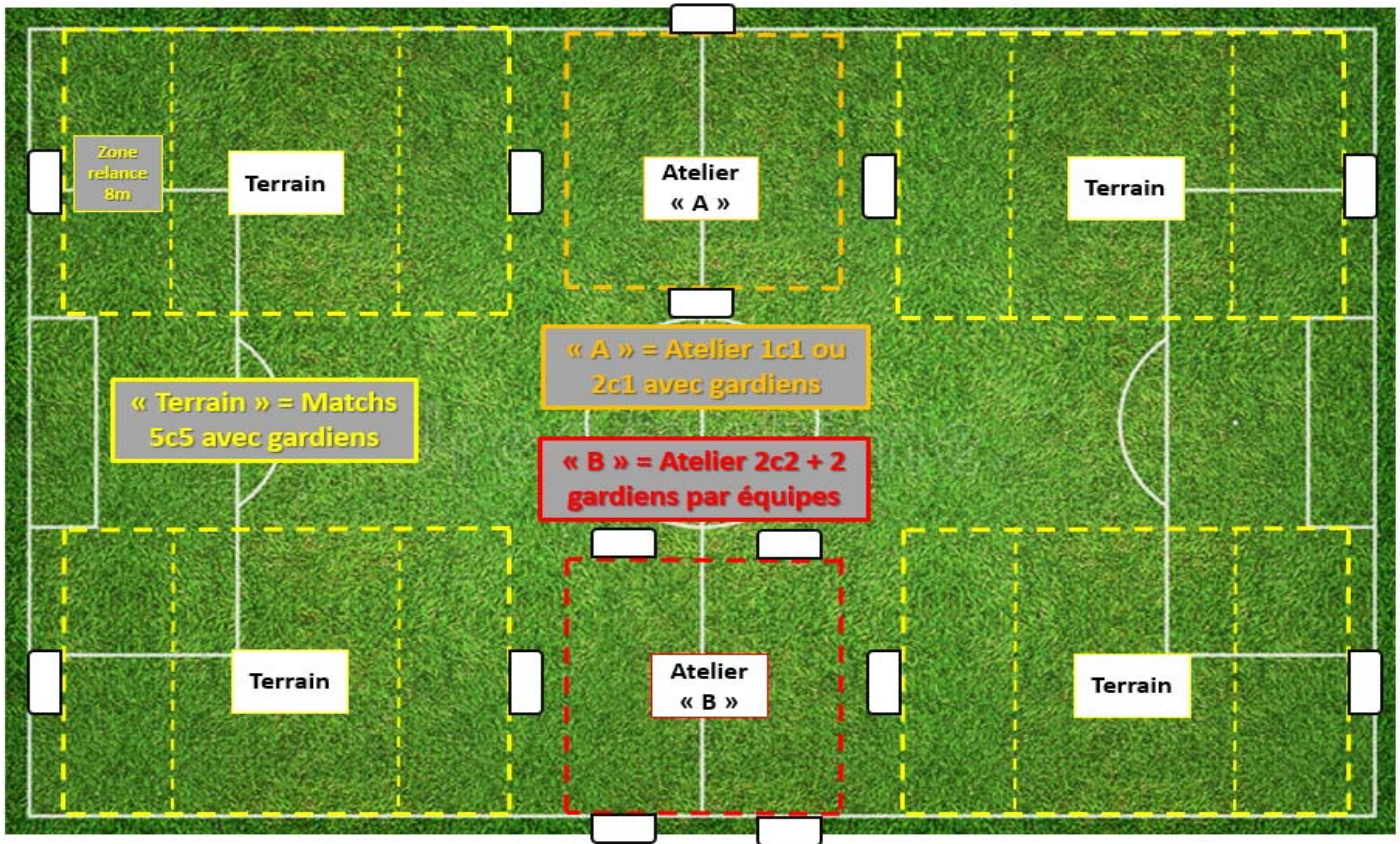 Zone
relance
8m
Terrain
Atelier
« A »
Terrain
« A » = Atelier 1c1 ou
2c1 avec gardiens
« Terrain » = Matchs
5c5 avec gardiens
« B » = Atelier 2c2 + 2
gardiens par équipes
Terrain
Atelier
« B »
Terrain